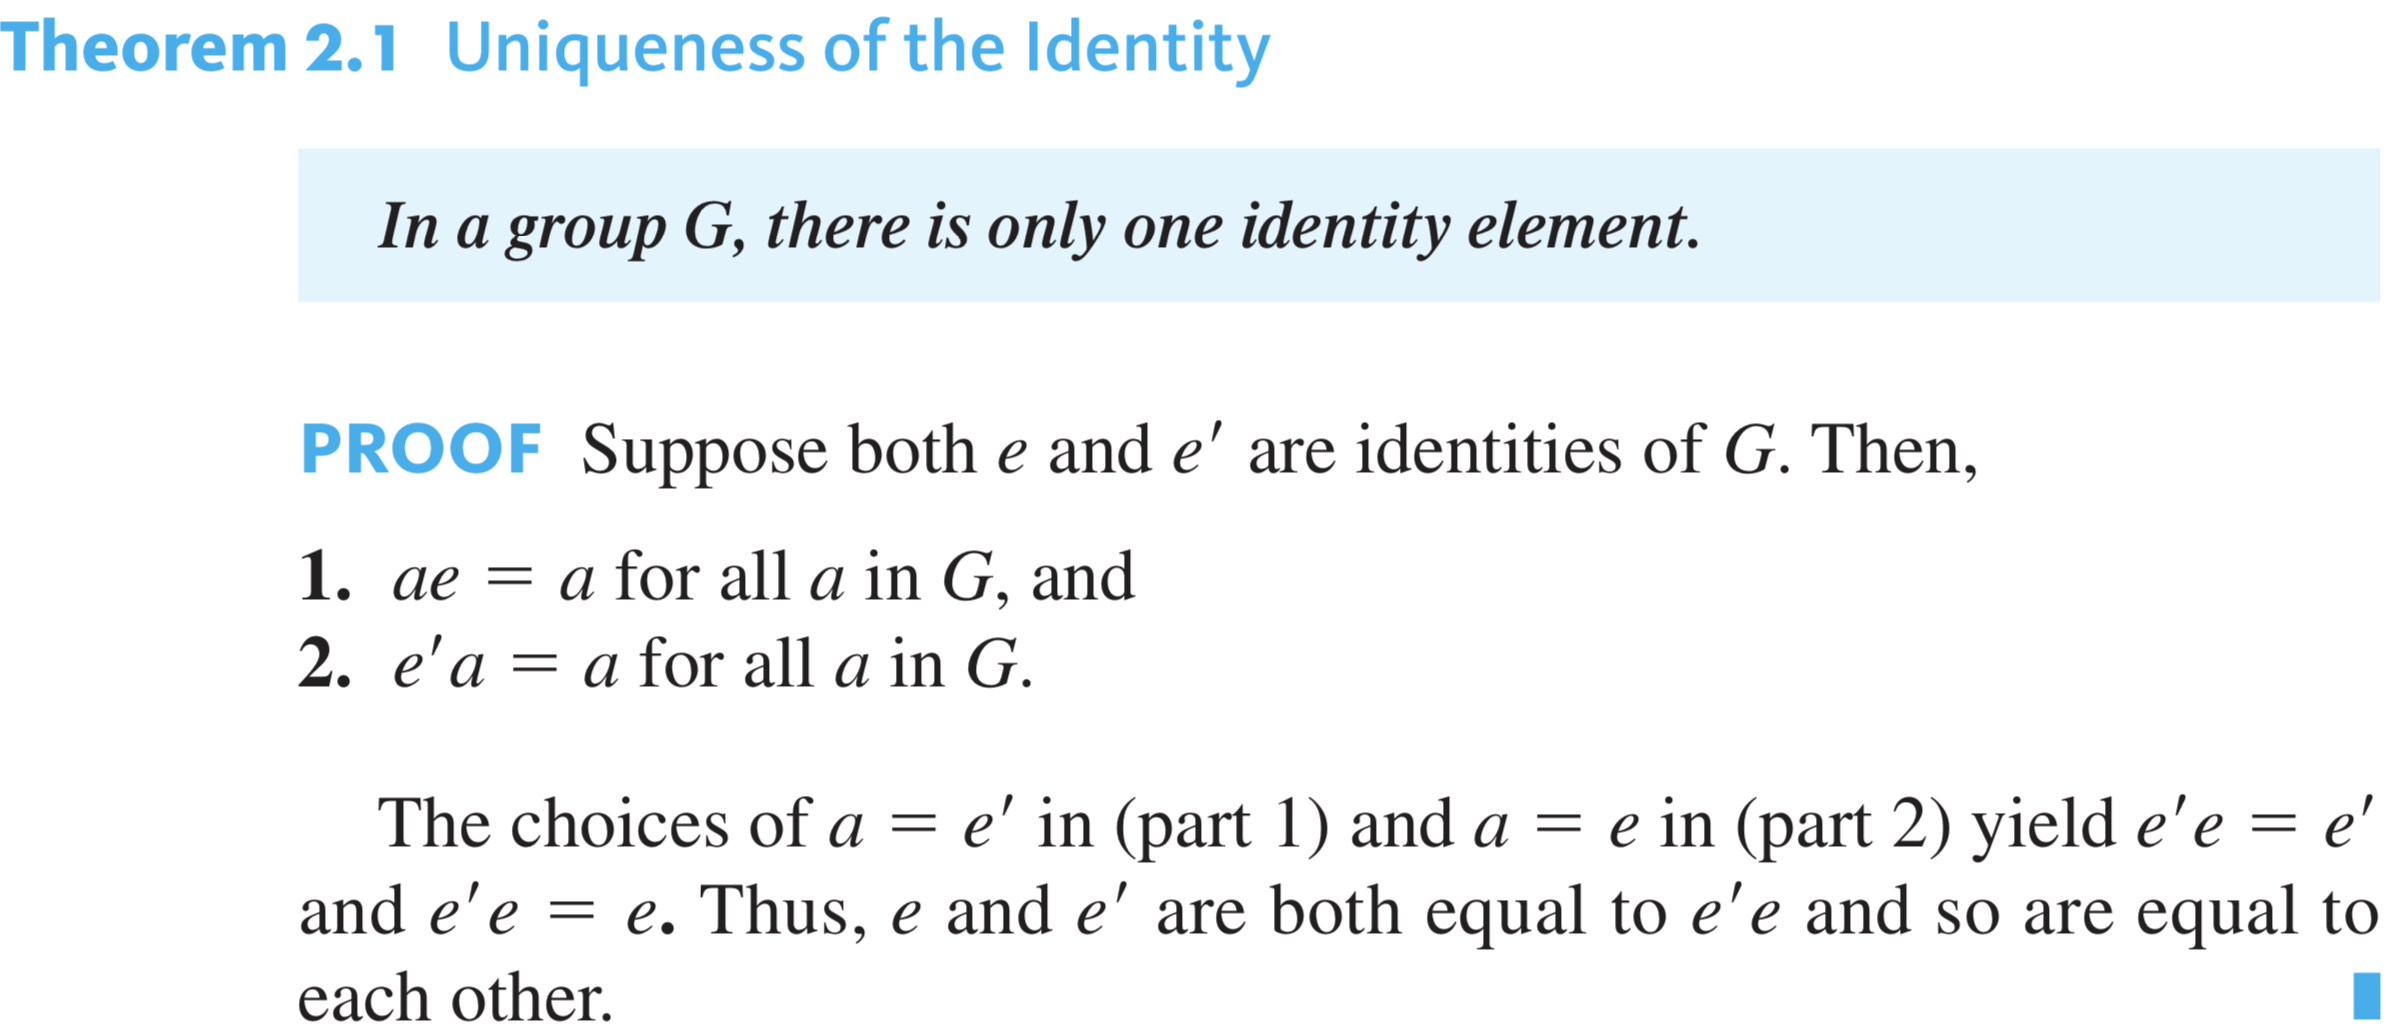 Theorem 2.1 Uniqueness of the Identity
In a group G, there is only one identity element.
PROOF Suppose both e and e′ are identities of G. Then,
1. ae = a for all a in G, and
2. e′a = a for all a in G.
The choices of a = e′ in (part 1) and a = e in (part 2) yield e′e = e′
and e′e = e. Thus, e and e′ are both equal to e′e and so are equal to
each other.